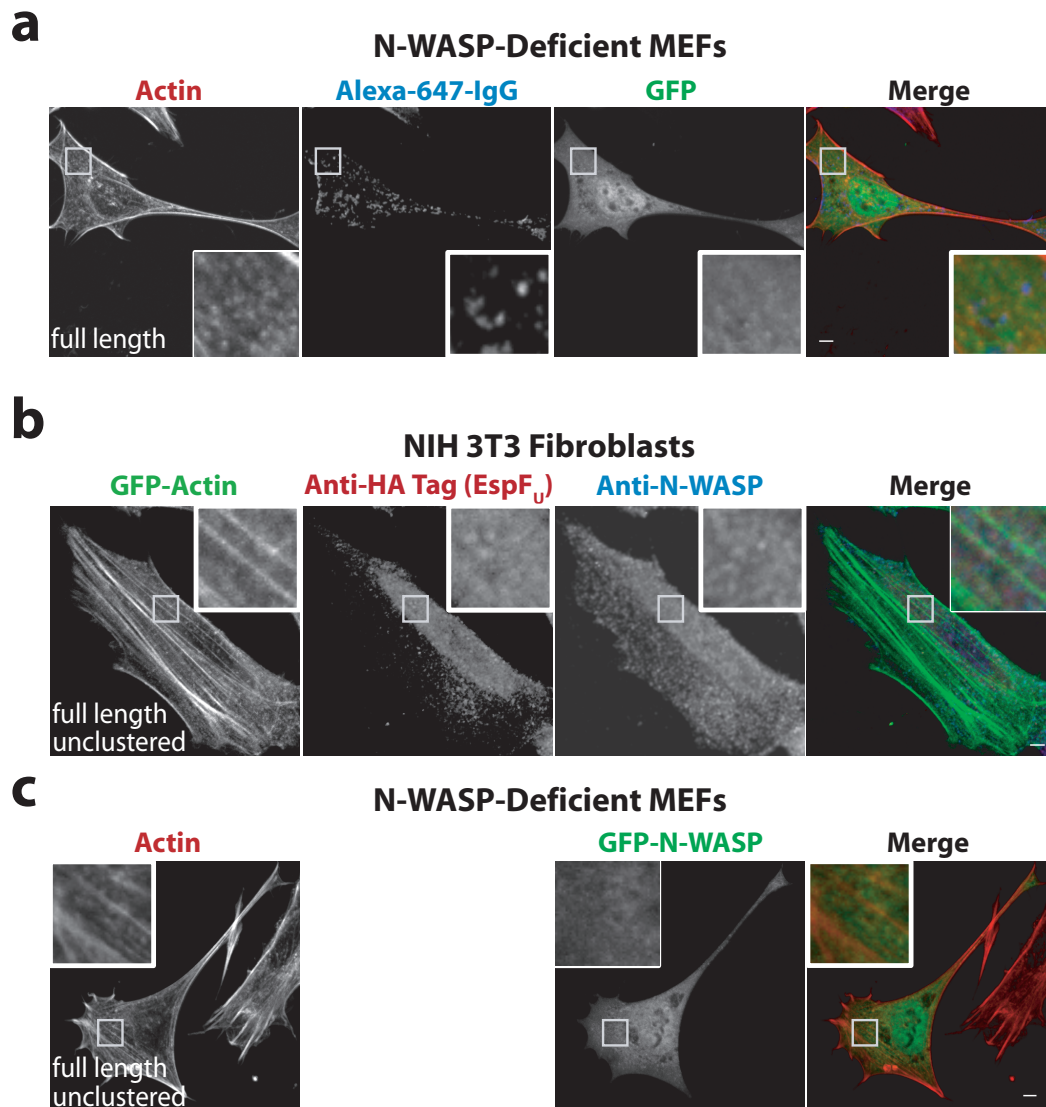 a
N-WASP-Deficient MEFs
Actin Alexa-647-IgG GFP Merge
full length
b
NIH 3T3 Fibroblasts
GFP-Actin Anti-HA Tag (EspFU) Anti-N-WASP Merge
full length
unclustered
c
N-WASP-Deficient MEFs
Actin GFP-N-WASP Merge
full length
unclustered